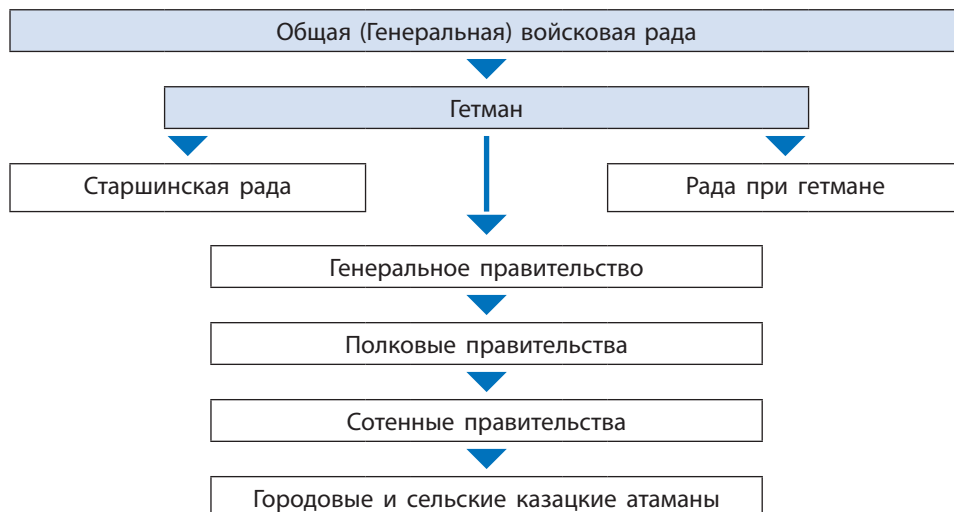 Общая (Генеральная) войсковая рада
Гетман
Старшинская рада
Рада при гетмане
Генеральное правительство
Полковые правительства
Сотенные правительства
Городовые и сельские казацкие атаманы